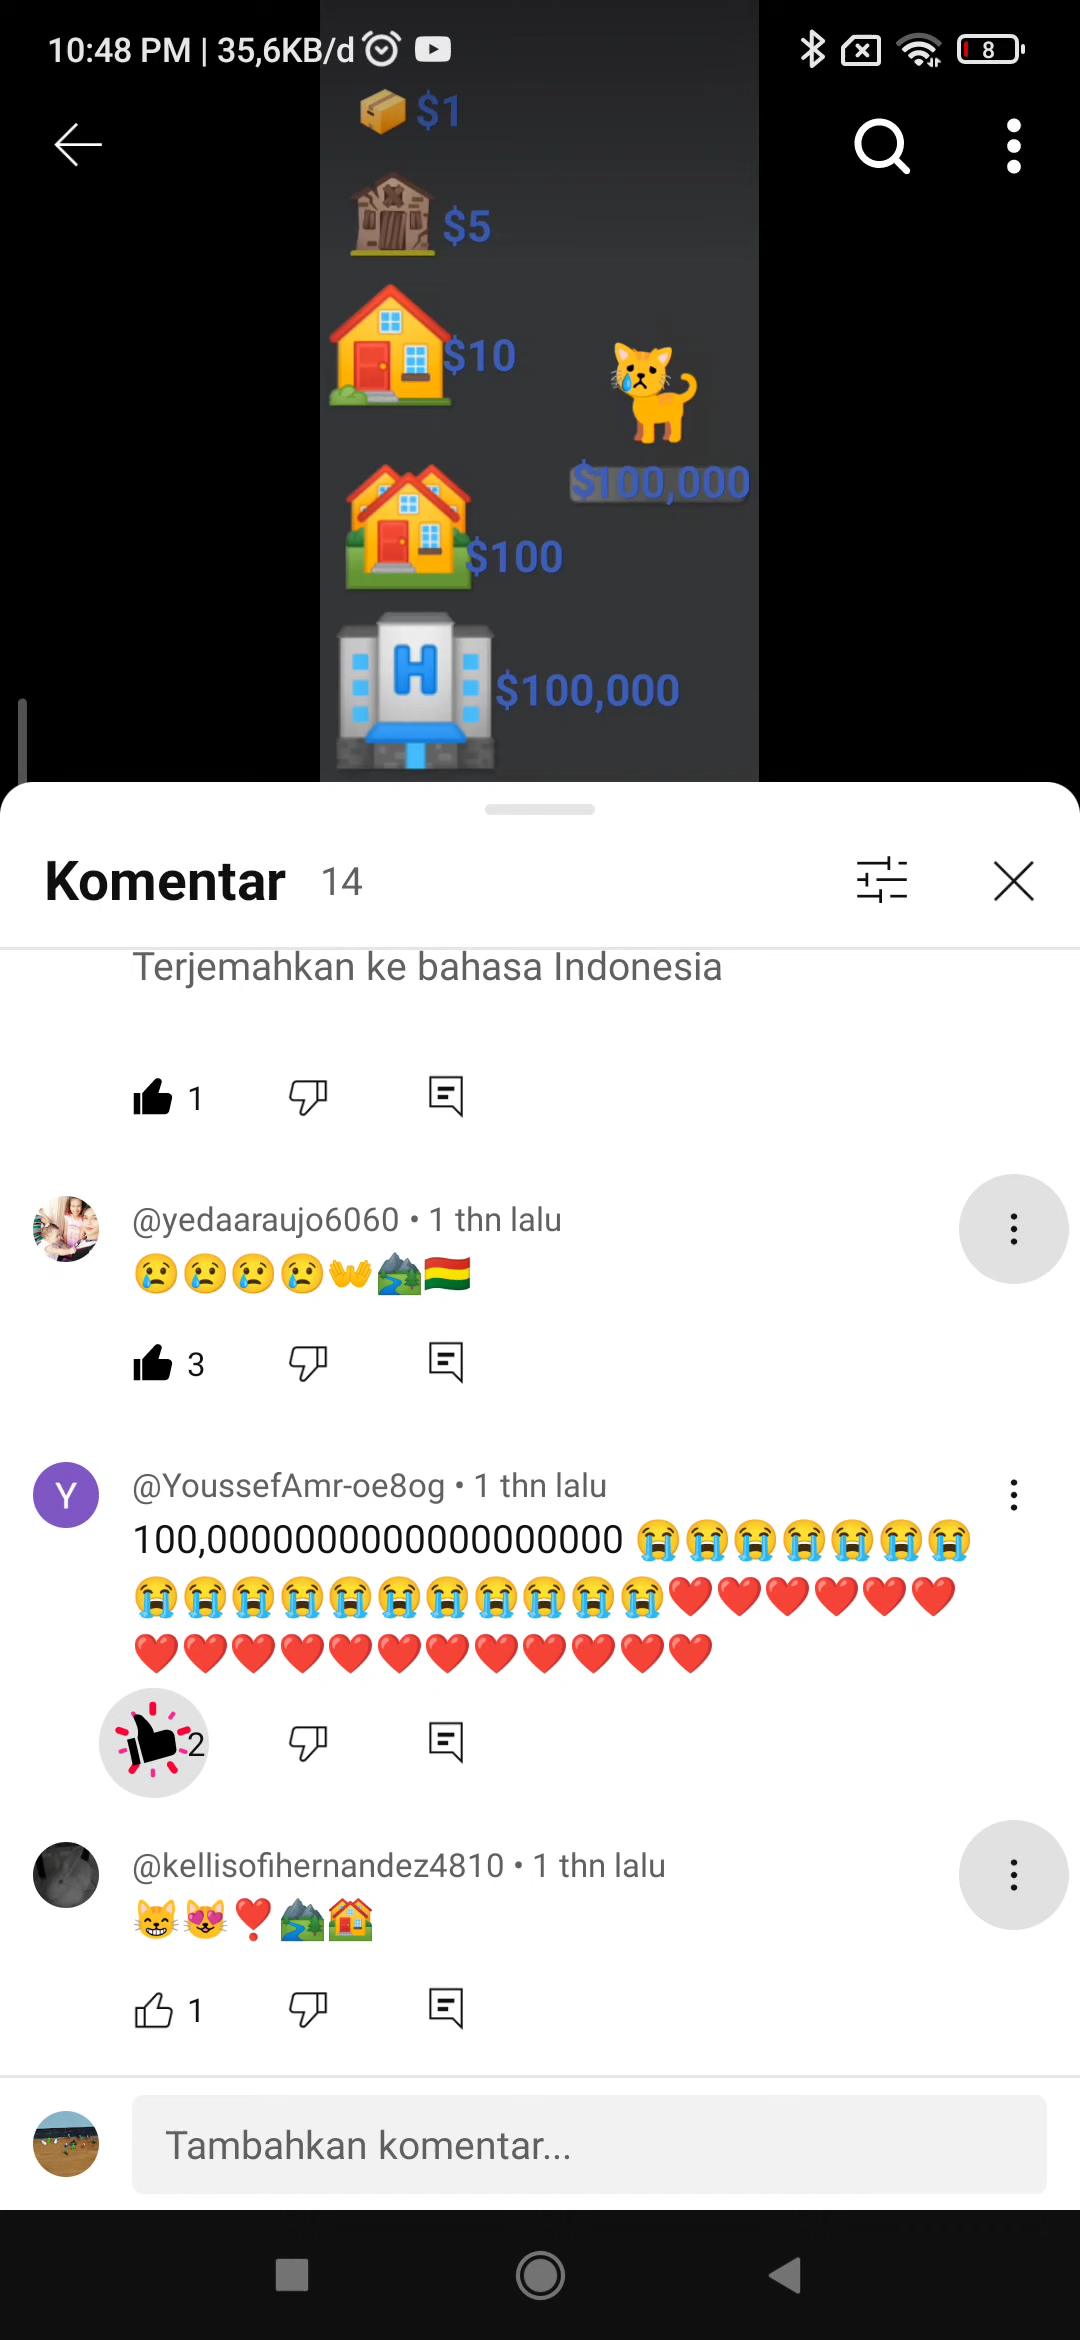 10:48 PM | 35,6KB/d
8
$1
$5
$10
$100,000
$100
H
$100,000
Komentar 14
Terjemahkan ke bahasa Indonesia
1
@yedaaraujo6060 • 1 thn lalu
😢😢😢😢👐🏞️🇧🇴
3
Y
@YoussefAmr-oe8og • 1 thn lalu
100,0000000000000000000 😭😭😭😭😭😭😭
😭😭😭😭😭😭😭😭😭😭😭❤️❤️❤️❤️❤️❤️
❤️❤️❤️❤️❤️❤️❤️❤️❤️❤️❤️❤️
2
@kellisofihernandez4810 • 1 thn lalu
😸😻❣️🏞️🏠
1
Tambahkan komentar...